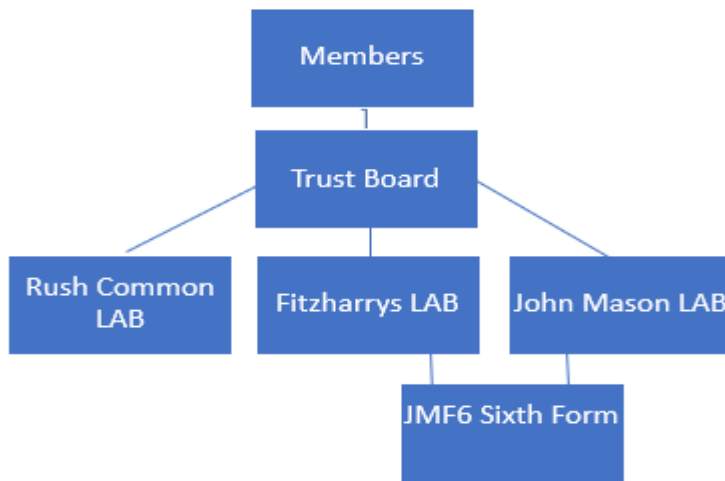 Members
Trust Board
Rush Common
LAB
Fitzharrys LAB
John Mason LAB
JMF6 Sixth Form